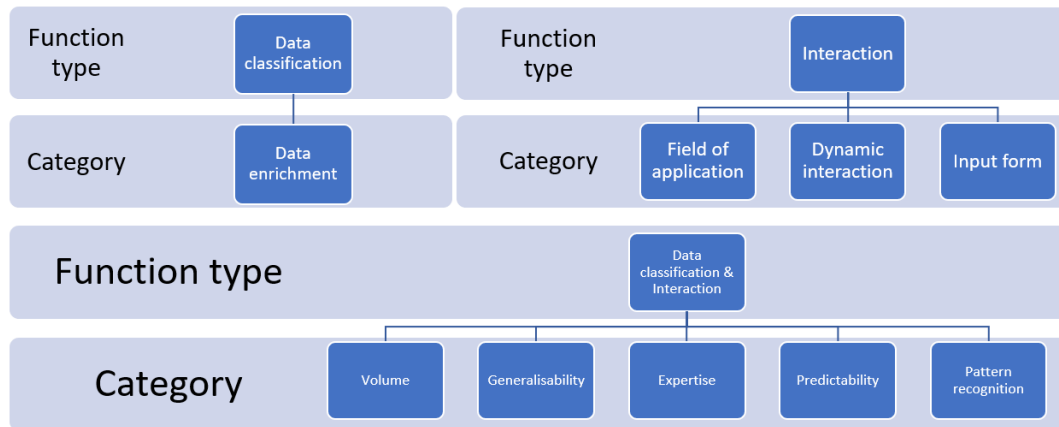 Function
type
Data
classification
Category
Data
enrichment
Function
type
Interaction
Category
Field of
application
Dynamic
interaction
Input form
Function type
Data
classification &
Interaction
Category
Volume
Generalisability
Expertise
Predictability
Pattern
recognition